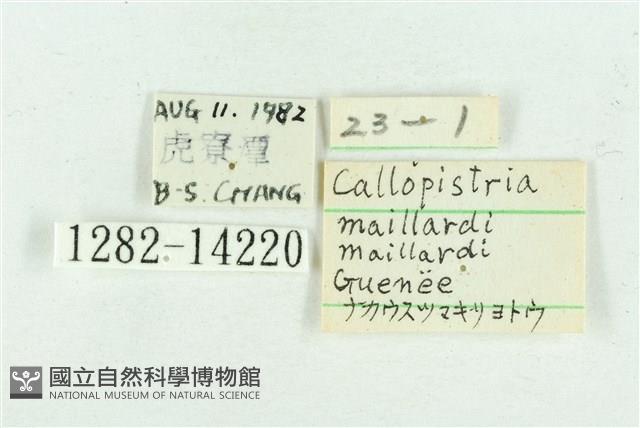 AUG 11. 1982
虎寮潭
B-S. CHANG
23-1
1282-14220
Callopistria
maillardi
maillardi
Guenëe
ナカウスツマキリヨトウ
國立自然科學博物館
NATIONAL MUSEUM OF NATURAL SCIENCE